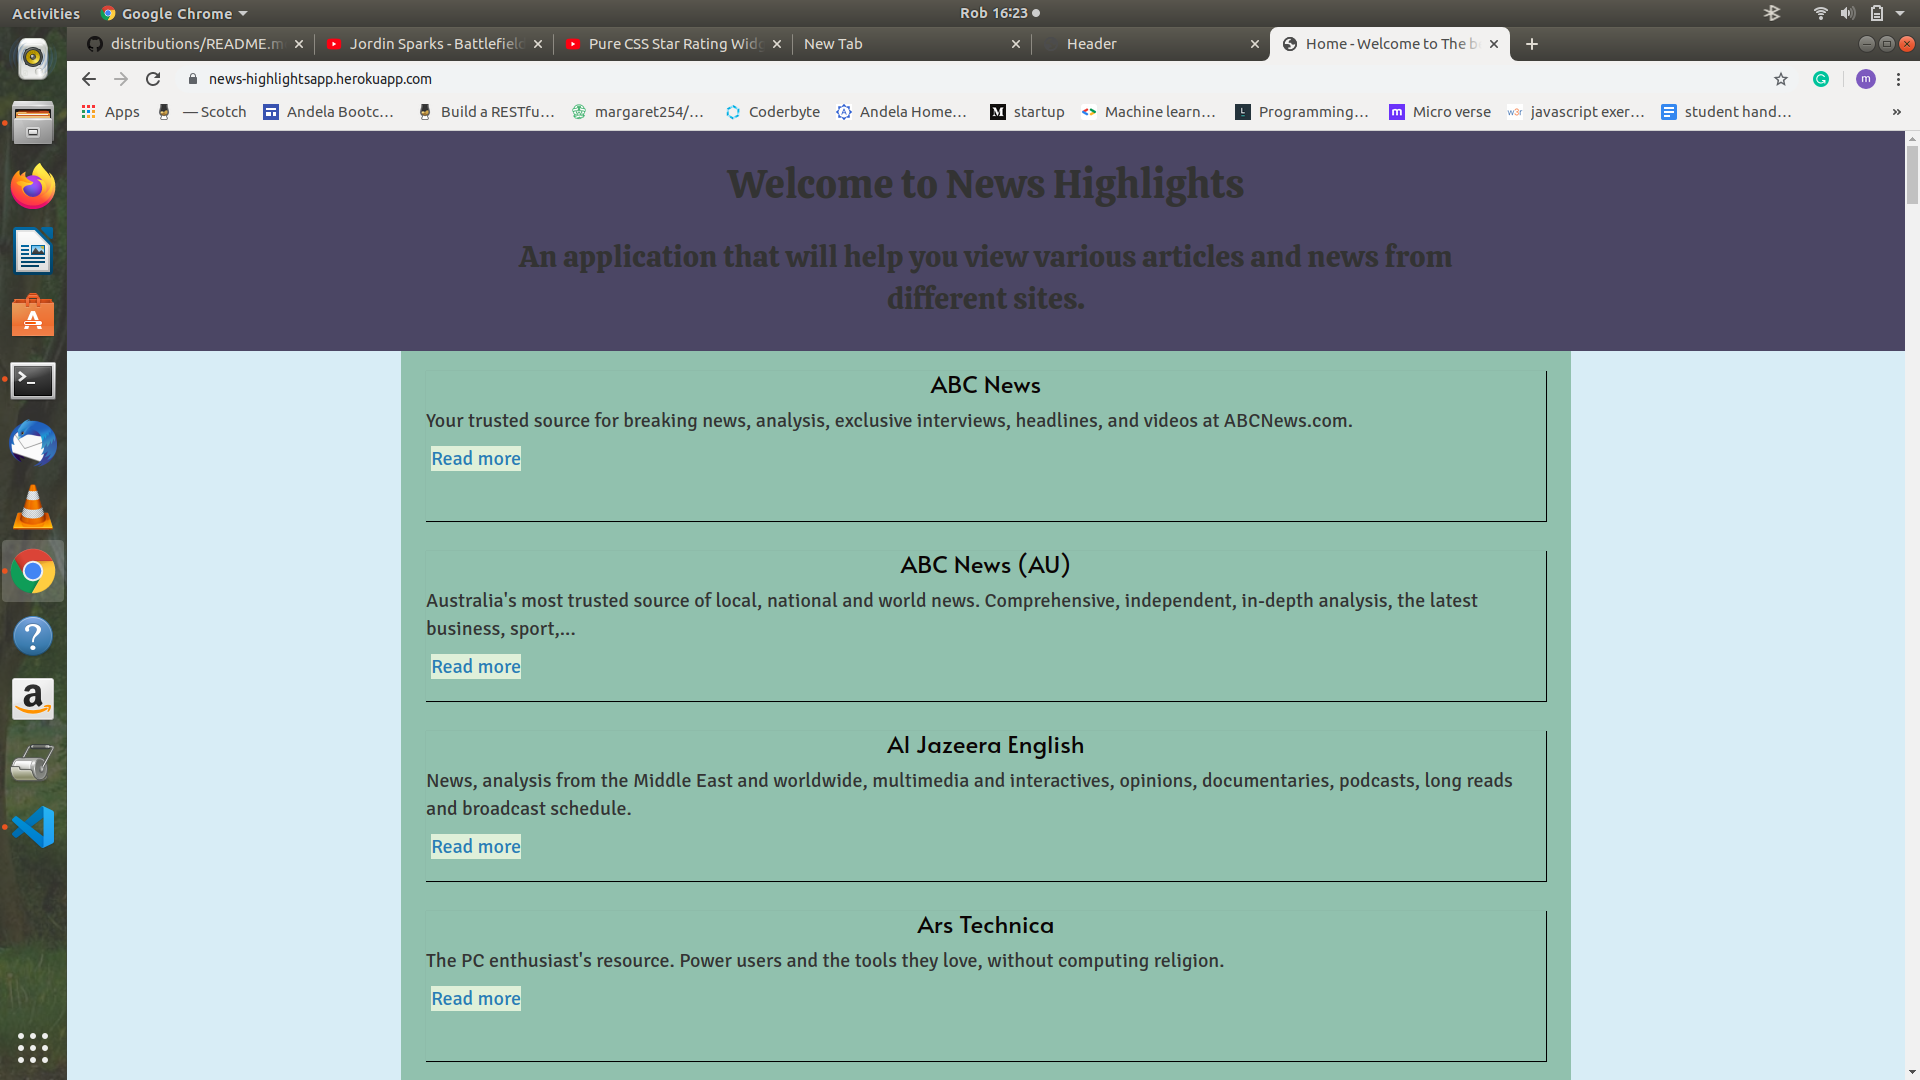 Activities Google Chrome Rob 16:23
distributions/README.m Jordin Sparks - Battlefield Pure CSS Star Rating Widg New Tab Header Home - Welcome to The b
news-highlightsapp.herokuapp.com m
Apps — Scotch Andela Bootc… Build a RESTfu… margaret254/… Coderbyte Andela Home… startup Machine learn… Programming… Micro verse javascript exer… student hand… »
Welcome to News Highlights
An application that will help you view various articles and news from
different sites.
ABC News
Your trusted source for breaking news, analysis, exclusive interviews, headlines, and videos at ABCNews.com.
Read more
ABC News (AU)
Australia's most trusted source of local, national and world news. Comprehensive, independent, in-depth analysis, the latest
business, sport,...
Read more
Al Jazeera English
News, analysis from the Middle East and worldwide, multimedia and interactives, opinions, documentaries, podcasts, long reads
and broadcast schedule.
Read more
Ars Technica
The PC enthusiast's resource. Power users and the tools they love, without computing religion.
Read more